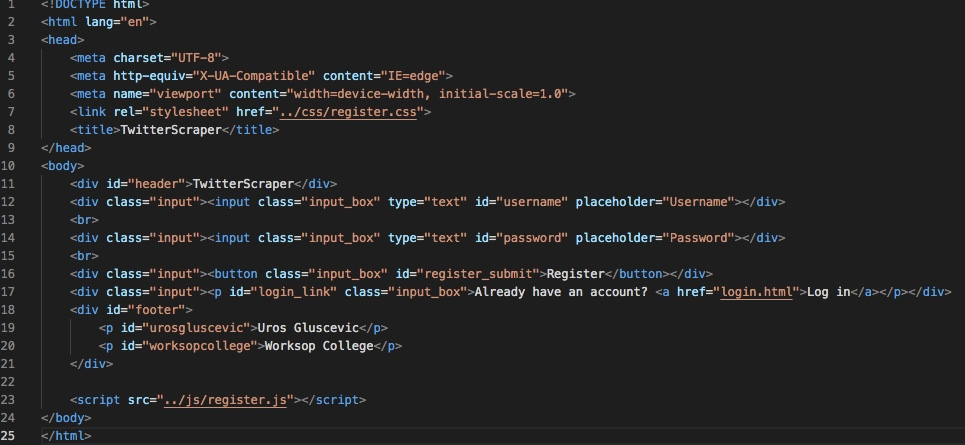 1 <!DOCTYPE html>
2 <html lang="en">
3 <head>
4     <meta charset="UTF-8">
5     <meta http-equiv="X-UA-Compatible" content="IE=edge">
6     <meta name="viewport" content="width=device-width, initial-scale=1.0">
7     <link rel="stylesheet" href="../css/register.css">
8     <title>TwitterScraper</title>
9 </head>
10 <body>
11     <div id="header">TwitterScraper</div>
12     <div class="input"><input class="input_box" type="text" id="username" placeholder="Username"></div>
13     <br>
14     <div class="input"><input class="input_box" type="text" id="password" placeholder="Password"></div>
15     <br>
16     <div class="input"><button class="input_box" id="register_submit">Register</button></div>
17     <div class="input"><p id="login_link" class="input_box">Already have an account? <a href="login.html">Log in</a></p></div>
18     <div id="footer">
19         <p id="urosgluscevic">Uros Gluscevic</p>
20         <p id="worksopcollege">Worksop College</p>
21     </div>
22
23     <script src="../js/register.js"></script>
24 </body>
25 </html>